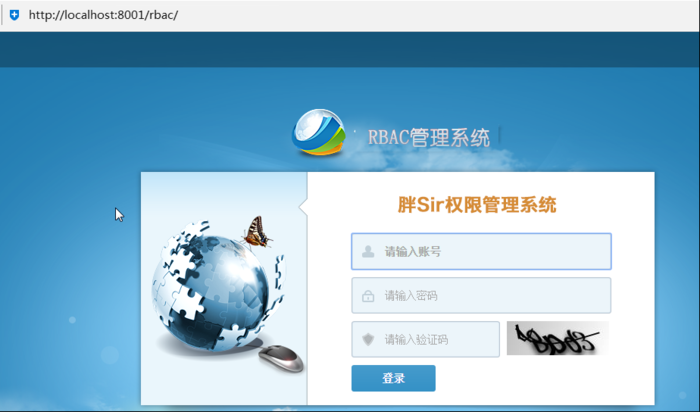 http://localhost:8001/rbac/
RBAC管理系统
胖Sir权限管理系统
请输入账号
请输入密码
请输入验证码
登录